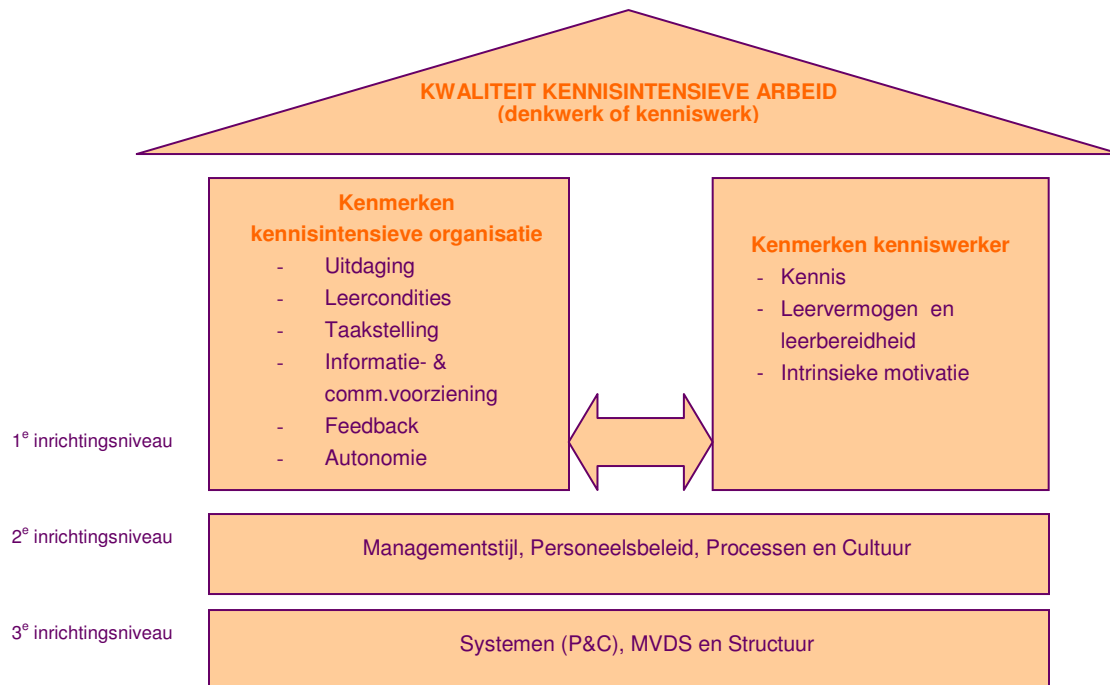 KWALITEIT KENNISINTENSIEVE ARBEID
(denkwerk of kenniswerk)
Kenmerken
kennisintensieve organisatie
- Uitdaging
- Leercondities
- Taakstelling
- Informatie- &
comm.voorziening
- Feedback
- Autonomie
Kenmerken kenniswerker
- Kennis
- Leervermogen en
leerbereidheid
- Intrinsieke motivatie
1e inrichtingsniveau
2e inrichtingsniveau
Managementstijl, Personeelsbeleid, Processen en Cultuur
3e inrichtingsniveau
Systemen (P&C), MVDS en Structuur